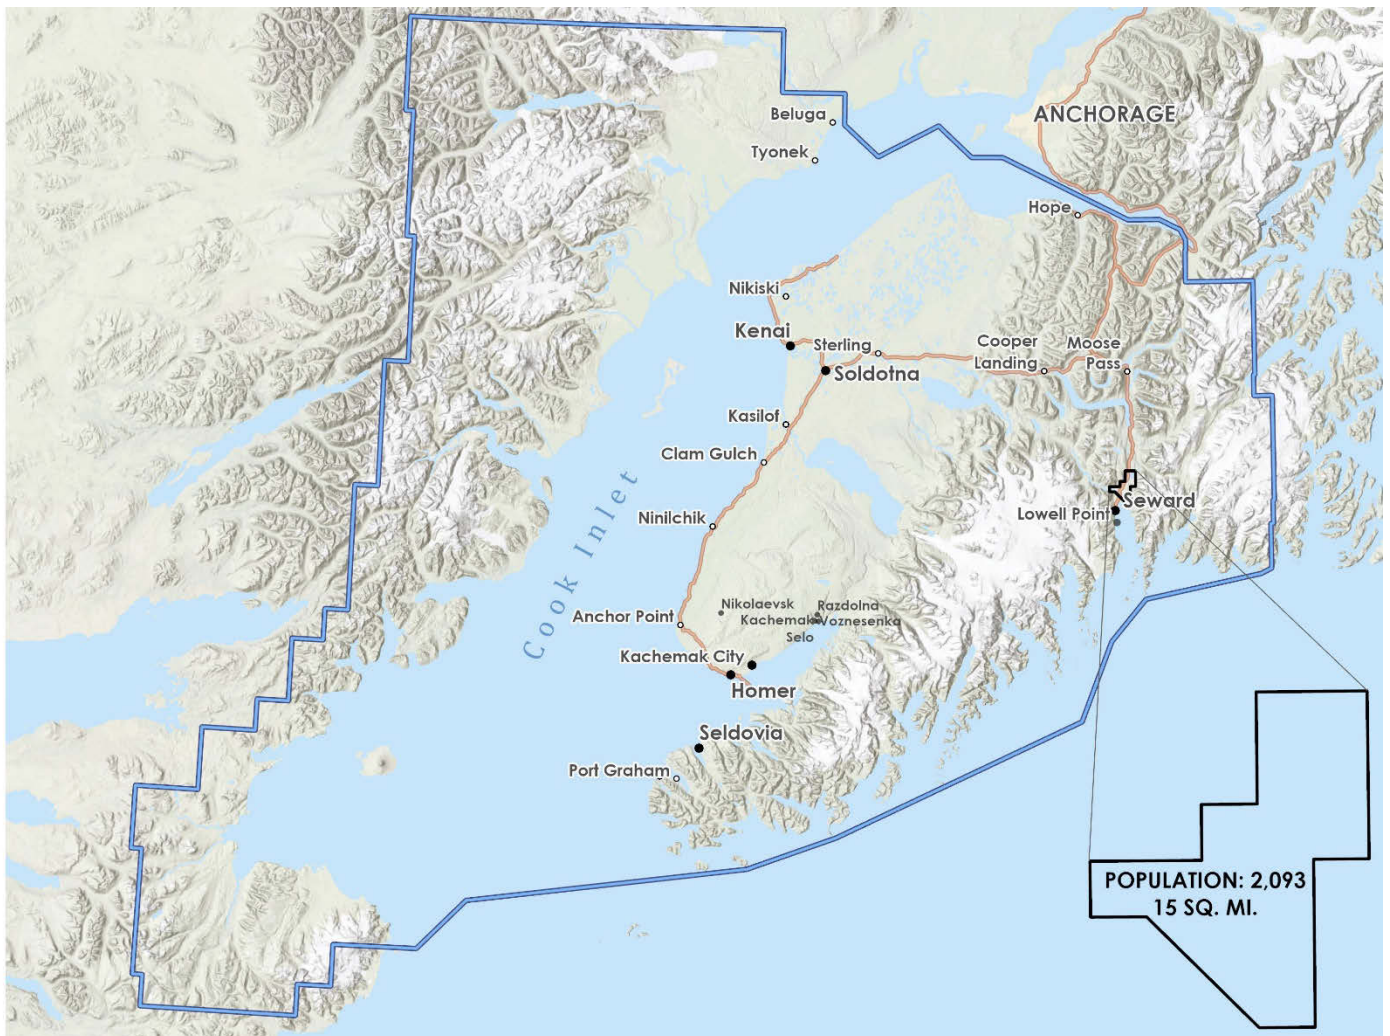 Beluga
ANCHORAGE
Tyonek
Hope
Nikiski
Kenai
Sterling
Cooper
Landing
Moose
Pass
Soldotna
Kasilof
Clam Gulch
Cook Inlet
Seward
Lowell Point
Ninilchik
Nikolaevsk
Razdolna
Anchor Point
Kachemak
Selo
Voznesenka
Kachemak City
Homer
Seldovia
Port Graham
POPULATION: 2,093
15 SQ. MI.